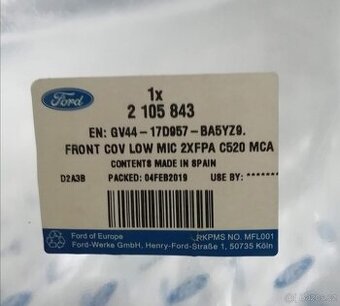 Ford
1x
2 105 843
EN: GV44-17D957-BA5YZ9.
FRONT COV LOW MIC 2XFPA C520 MCA
CONTENTS MADE IN SPAIN
D2A3B PACKED: 04FEB2019 USE BY: *******
Ford of Europe
Ford-Werke GmbH, Henry-Ford-Straße 1, 50735 Köln
KPMS NO. MFL001